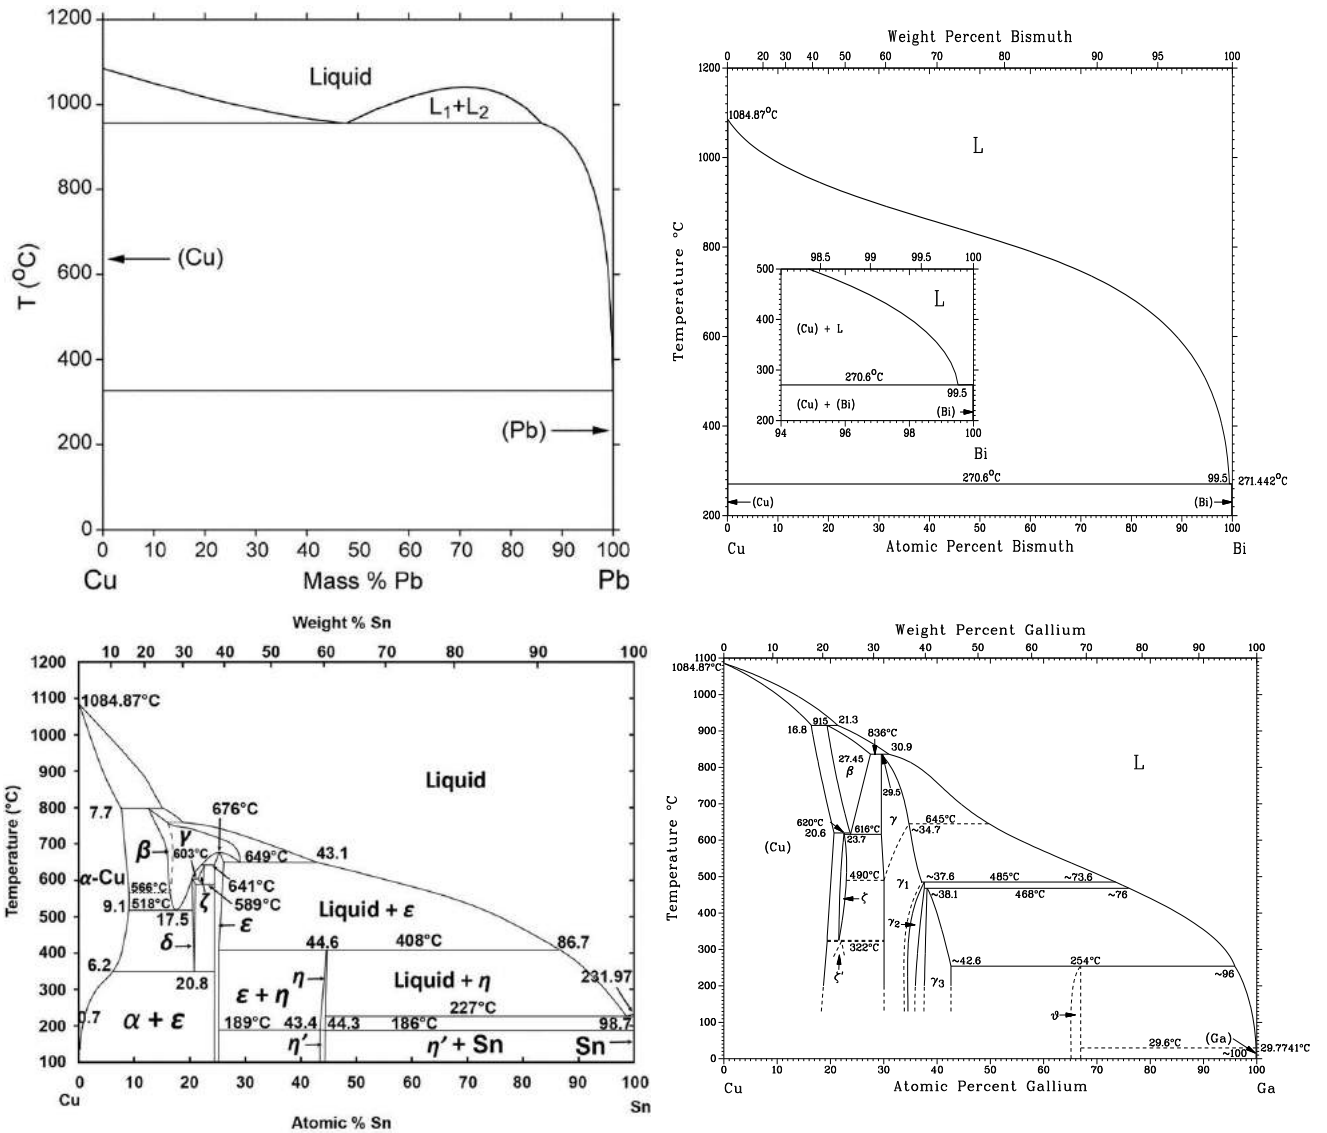 1200
1000
800
600
400
200
0
T (°C)
Liquid
L1+L2
(Cu)
(Pb)
0 10 20 30 40 50 60 70 80 90 100
Cu Mass % Pb Pb
Weight Percent Bismuth
0 20 30 40 50 60 70 80 90 95 100
1200
1000
800
600
400
200
Temperature °C
1084.87°C
L
98.5 99 99.5 100
500
400
300
200
L
(Cu) + L
270.6°C
99.5
(Cu) + (Bi)
(Bi)
94 96 98 100
Bi
270.6°C
99.5
271.442°C
(Cu)
(Bi)
0 10 20 30 40 50 60 70 80 90 100
Cu Atomic Percent Bismuth Bi
Weight % Sn
10 20 30 40 50 60 70 80 90 100
1200
1100
1000
900
800
700
600
500
400
300
200
100
Temperature (°C)
1084.87°C
Liquid
7.7
676°C
γ
β
603°C
649°C
43.1
α-Cu
566°C
641°C
518°C
589°C
ζ
9.1
17.5
Liquid + ε
ε
δ
44.6
408°C
86.7
6.2
20.8
η
Liquid + η
231.97
ε + η
227°C
0.7
α + ε
189°C
43.4
44.3
186°C
98.7
η′
η′ + Sn
Sn
0 10 20 30 40 50 60 70 80 90 100
Cu
Sn
Atomic % Sn
Weight Percent Gallium
0 10 20 30 40 50 60 70 80 90 100
1100
1000
900
800
700
600
500
400
300
200
100
0
Temperature °C
1084.87°C
915
21.3
16.8
836°C
30.9
27.45
β
L
29.5
620°C
616°C
γ
645°C
20.6
23.7
~34.7
(Cu)
490°C
γ1
~37.6
485°C
~73.6
~38.1
468°C
~76
ζ
γ2
322°C
~42.6
254°C
~96
ζ′
γ3
ϑ
(Ga)
29.6°C
29.7741°C
~100
0 10 20 30 40 50 60 70 80 90 100
Cu Atomic Percent Gallium Ga